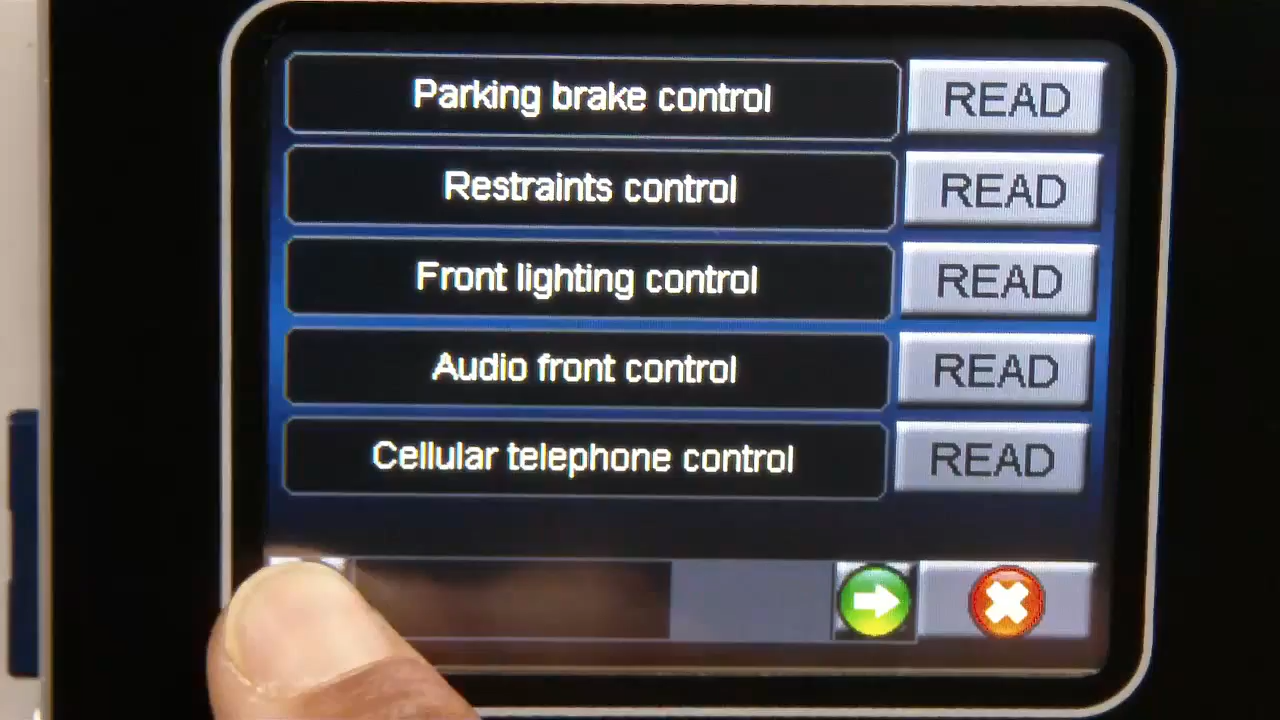 Parking brake control READ
Restraints control READ
Front lighting control READ
Audio front control READ
Cellular telephone control READ